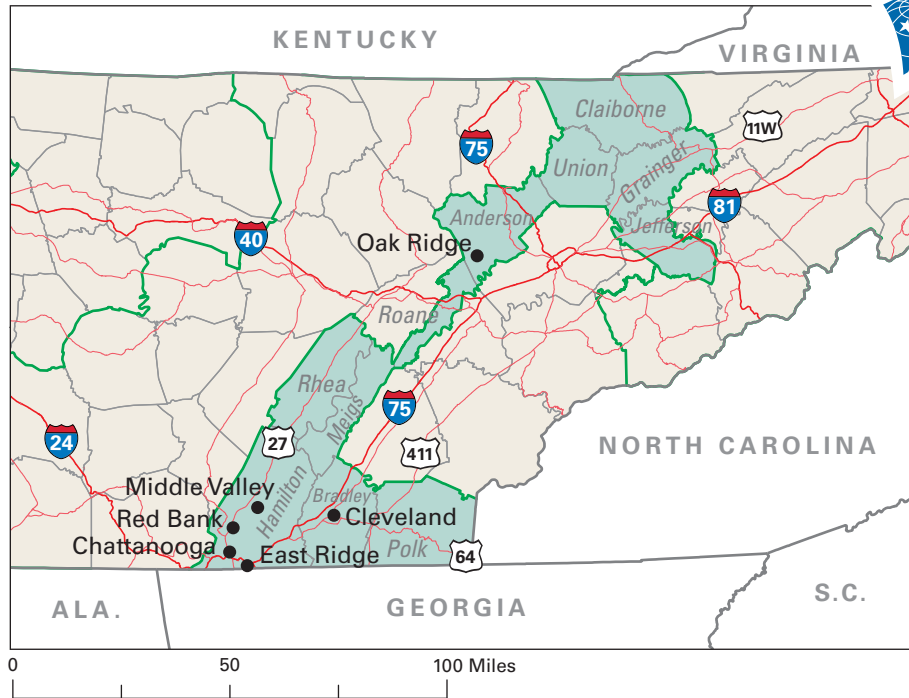 KENTUCKY
VIRGINIA
Claiborne
11W
75
Union
Grainger
81
Anderson
Jefferson
40
Oak Ridge
Roane
Rhea
Meigs
75
24
27
411
NORTH CAROLINA
Middle Valley
Hamilton
Bradley
Red Bank
Cleveland
Chattanooga
East Ridge
Polk
64
ALA.
GEORGIA
S.C.
0 50 100 Miles